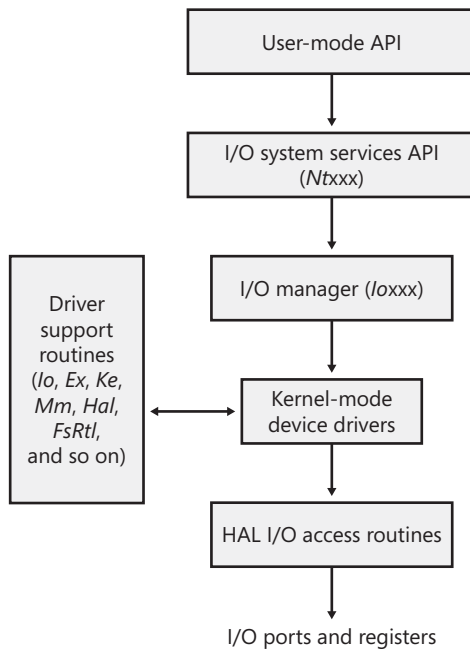 User-mode API
I/O system services API
(Ntxxx)
I/O manager (Ioxxx)
Driver
support
routines
(Io, Ex, Ke,
Mm, Hal,
FsRtl,
and so on)
Kernel-mode
device drivers
HAL I/O access routines
I/O ports and registers